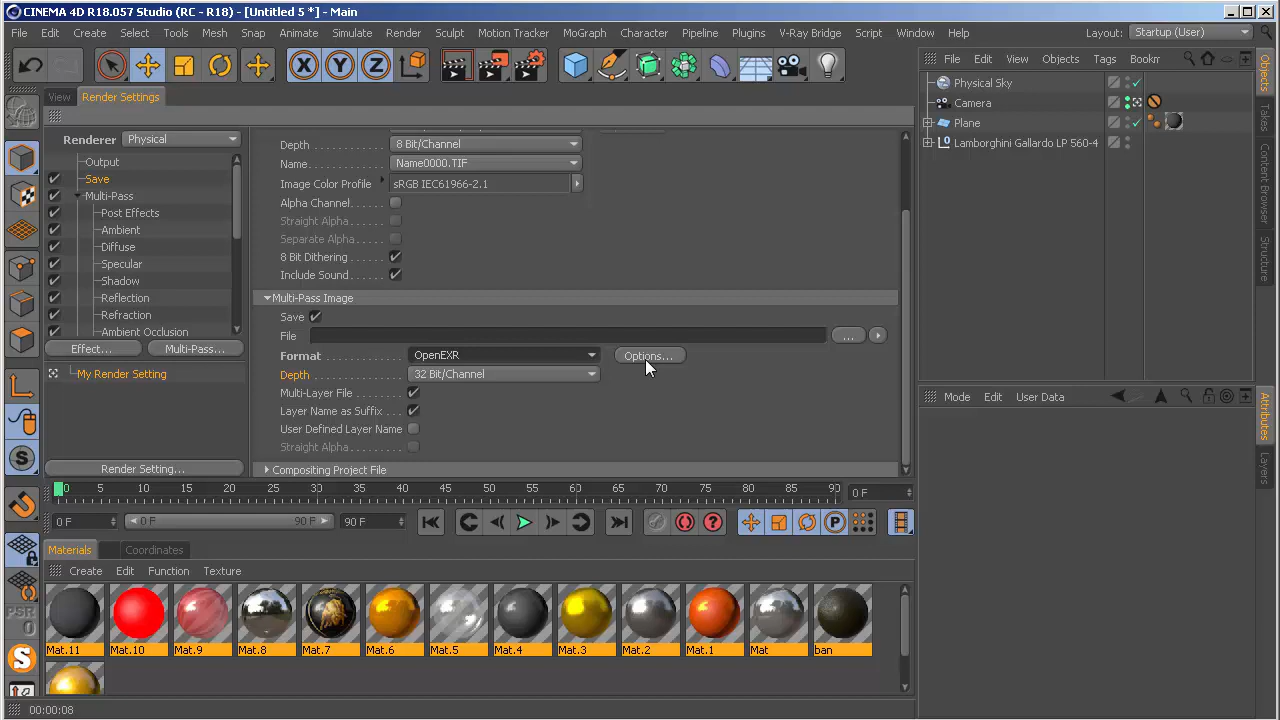 CINEMA 4D R18.057 Studio (RC - R18) - [Untitled 5 *] - Main
File Edit Create Select Tools Mesh Snap Animate Simulate Render Sculpt Motion Tracker MoGraph Character Pipeline Plugins V-Ray Bridge Script Window Help Layout: Startup (User)
X Y Z
File Edit View Objects Tags Bookr
View Render Settings
Renderer Physical
Output
Save
Multi-Pass
Post Effects
Ambient
Diffuse
Specular
Shadow
Reflection
Refraction
Ambient Occlusion
Effect... Multi-Pass...
My Render Setting
Render Setting...
Depth 8 Bit/Channel
Name Name0000.TIF
Image Color Profile sRGB IEC61966-2.1
Alpha Channel
Straight Alpha
Separate Alpha
8 Bit Dithering
Include Sound
Multi-Pass Image
Save
File ...
Format OpenEXR Options...
Depth 32 Bit/Channel
Multi-Layer File
Layer Name as Suffix
User Defined Layer Name
Straight Alpha
Compositing Project File
Physical Sky
Camera
Plane
Lamborghini Gallardo LP 560-4
Objects
Takes
Content Browser
Structure
Mode Edit User Data
Attributes
Layers
0 5 10 15 20 25 30 35 40 45 50 55 60 65 70 75 80 85 90 0 F
0 F 0 F 90 F 90 F
P
Materials Coordinates
Create Edit Function Texture
Mat.11 Mat.10 Mat.9 Mat.8 Mat.7 Mat.6 Mat.5 Mat.4 Mat.3 Mat.2 Mat.1 Mat ban
PSR
0
S
S
00:00:08